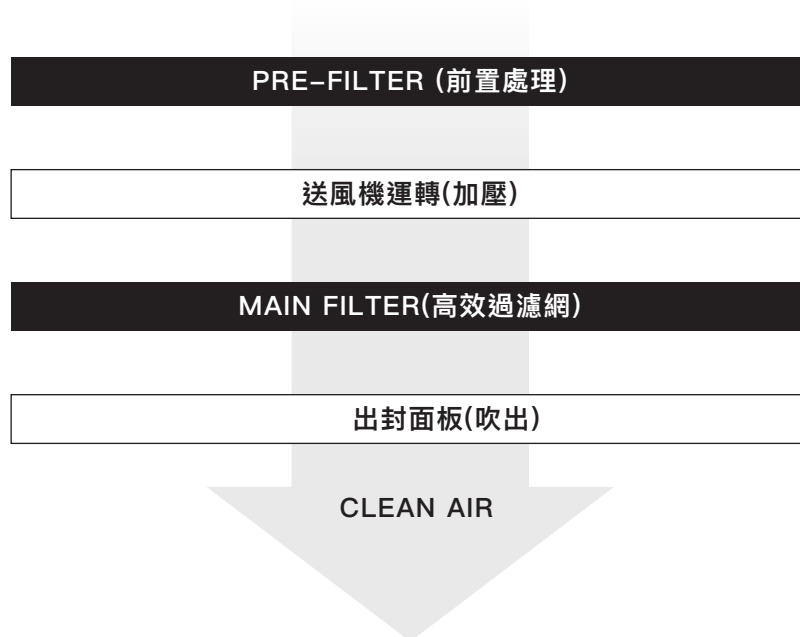 PRE-FILTER (前置處理)
送風機運轉(加壓)
MAIN FILTER(高效過濾網)
出封面板(吹出)
CLEAN AIR